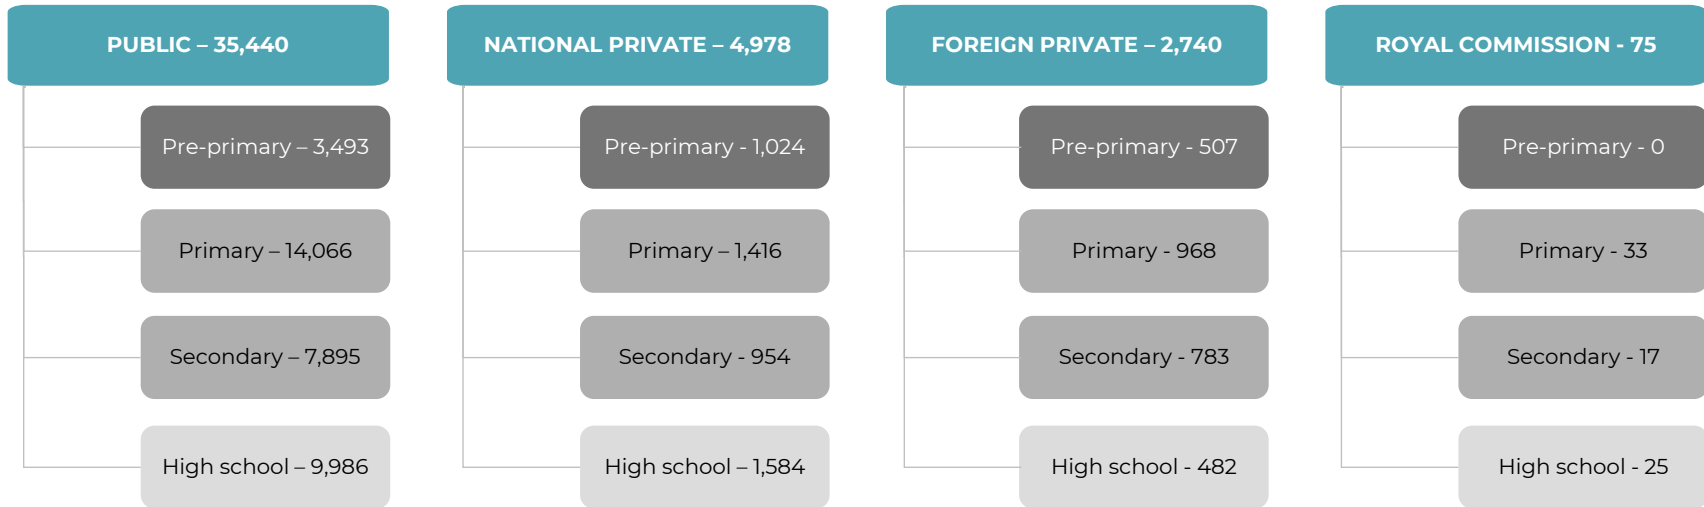 PUBLIC – 35,440
Pre-primary – 3,493
Primary – 14,066
Secondary – 7,895
High school – 9,986
NATIONAL PRIVATE – 4,978
Pre-primary - 1,024
Primary – 1,416
Secondary - 954
High school – 1,584
FOREIGN PRIVATE – 2,740
Pre-primary - 507
Primary - 968
Secondary - 783
High school - 482
ROYAL COMMISSION - 75
Pre-primary - 0
Primary - 33
Secondary - 17
High school - 25